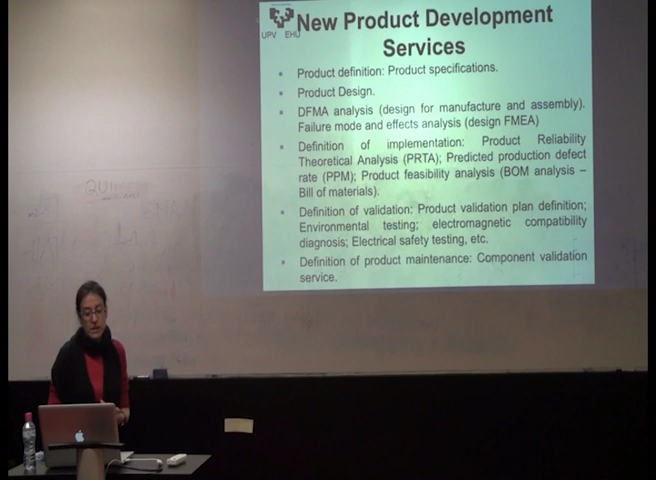 UPV EHU
New Product Development
Services
Product definition: Product specifications.
Product Design.
DFMA analysis (design for manufacture and assembly).
Failure mode and effects analysis (design FMEA)
Definition of implementation: Product Reliability
Theoretical Analysis (PRTA); Predicted production defect
rate (PPM); Product feasibility analysis (BOM analysis –
Bill of materials).
Definition of validation: Product validation plan definition;
Environmental testing; electromagnetic compatibility
diagnosis; Electrical safety testing, etc.
Definition of product maintenance: Component validation
service.